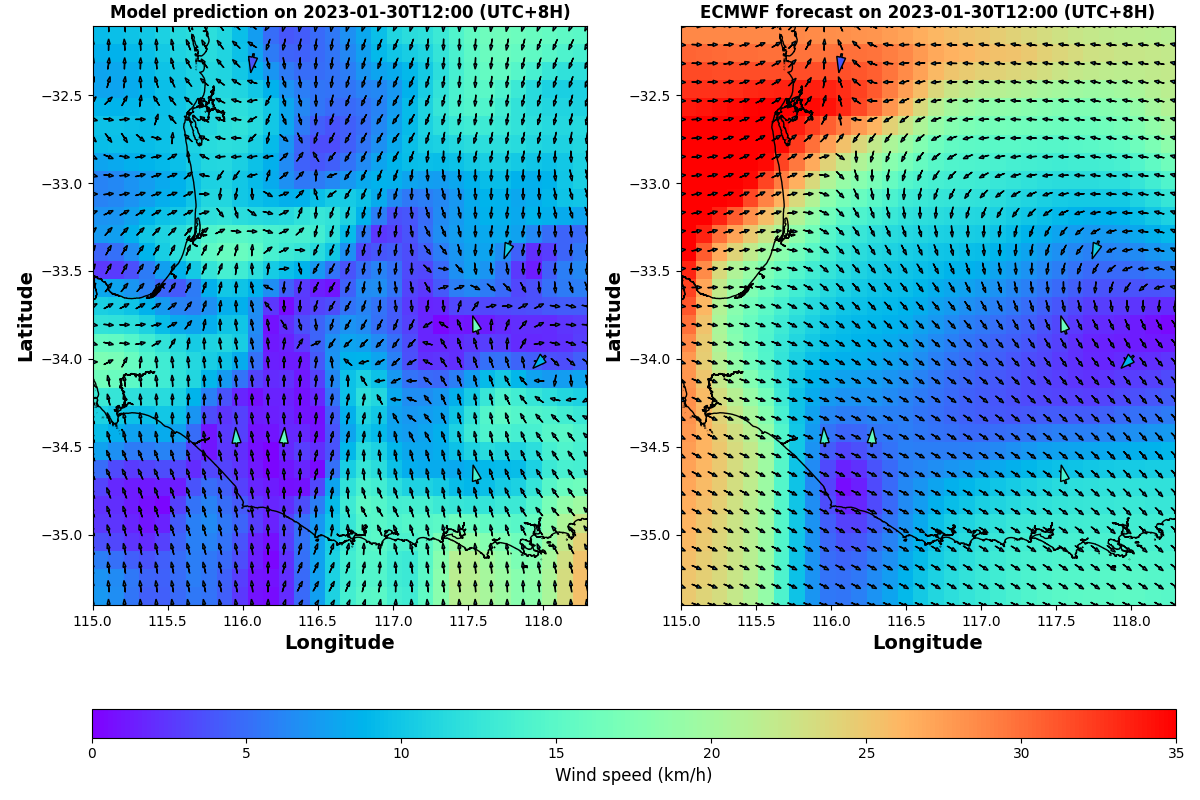 Model prediction on 2023-01-30T12:00 (UTC+8H)
ECMWF forecast on 2023-01-30T12:00 (UTC+8H)
Latitude
−32.5
−33.0
−33.5
−34.0
−34.5
−35.0
115.0 115.5 116.0 116.5 117.0 117.5 118.0
Longitude
Latitude
−32.5
−33.0
−33.5
−34.0
−34.5
−35.0
115.0 115.5 116.0 116.5 117.0 117.5 118.0
Longitude
0 5 10 15 20 25 30 35
Wind speed (km/h)